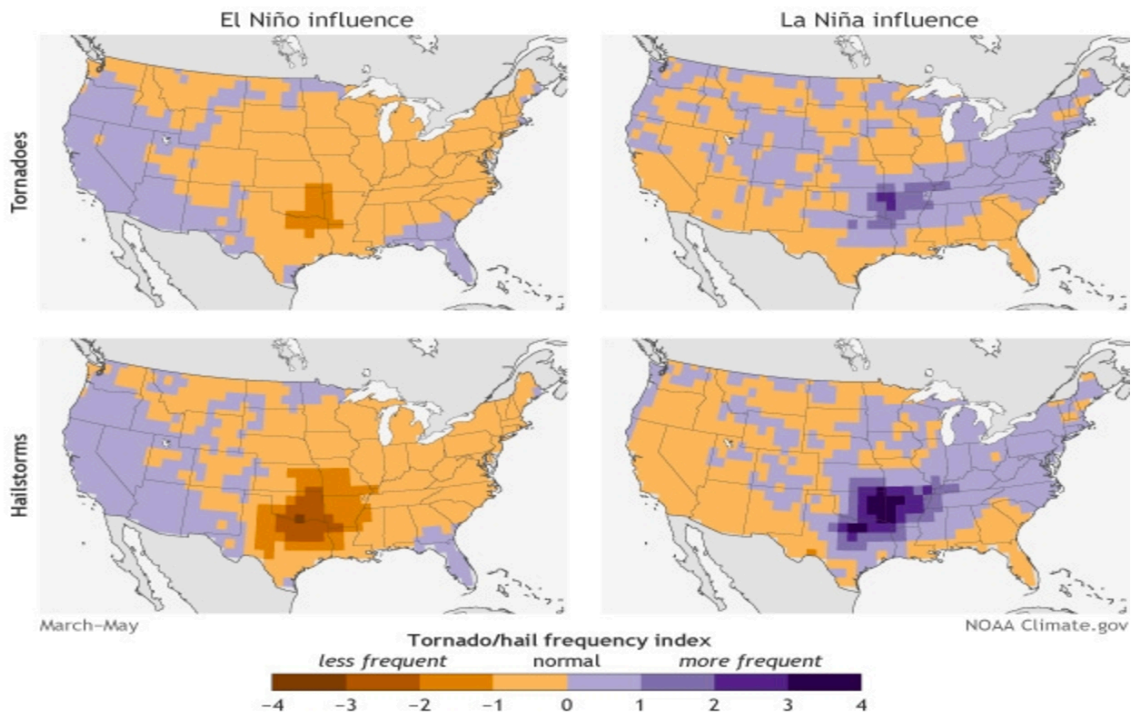 El Niño influence
La Niña influence
Tornadoes
Hailstorms
March–May
NOAA Climate.gov
Tornado/hail frequency index
less frequent normal more frequent
−4 −3 −2 −1 0 1 2 3 4